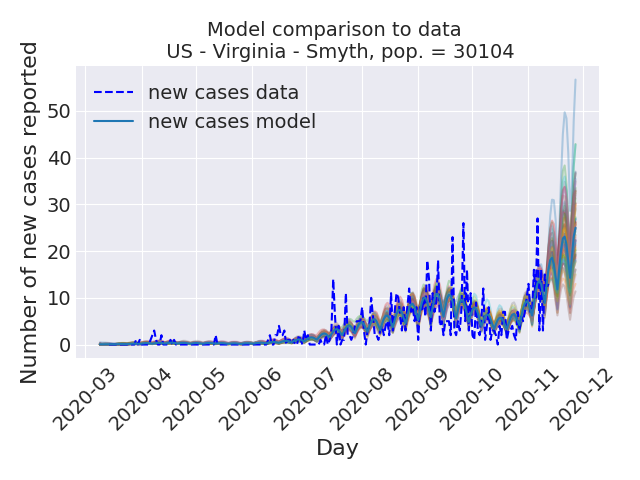 Model comparison to data
US - Virginia - Smyth, pop. = 30104
Number of new cases reported
new cases data
new cases model
50
40
30
20
10
0
2020-03
2020-04
2020-05
2020-06
2020-07
2020-08
2020-09
2020-10
2020-11
2020-12
Day